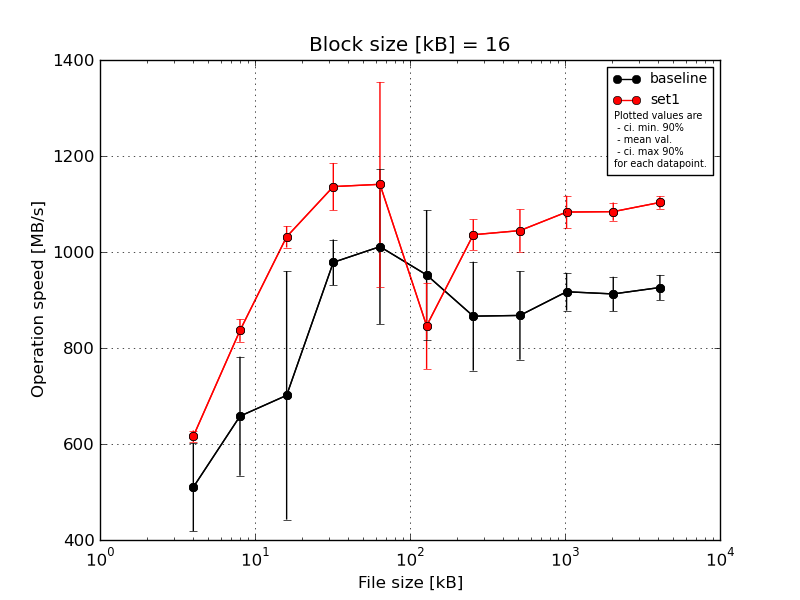 Block size [kB] = 16
1400
1200
1000
800
600
400
Operation speed [MB/s]
baseline
set1
Plotted values are
- ci. min. 90%
- mean val.
- ci. max 90%
for each datapoint.
10^0
10^1
10^2
10^3
10^4
File size [kB]